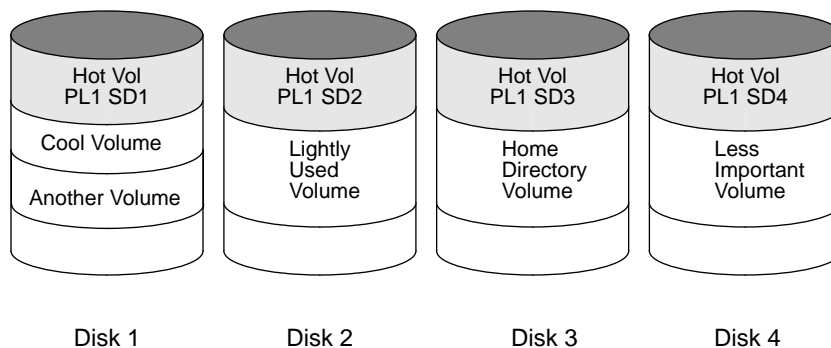 Hot Vol
PL1 SD1
Cool Volume
Another Volume
Hot Vol
PL1 SD2
Lightly
Used
Volume
Hot Vol
PL1 SD3
Home
Directory
Volume
Hot Vol
PL1 SD4
Less
Important
Volume
Disk 1
Disk 2
Disk 3
Disk 4